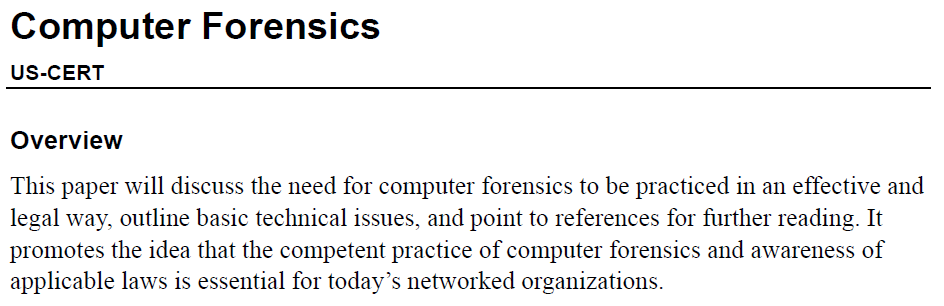 Computer Forensics
US-CERT
Overview
This paper will discuss the need for computer forensics to be practiced in an effective and
legal way, outline basic technical issues, and point to references for further reading. It
promotes the idea that the competent practice of computer forensics and awareness of
applicable laws is essential for today’s networked organizations.